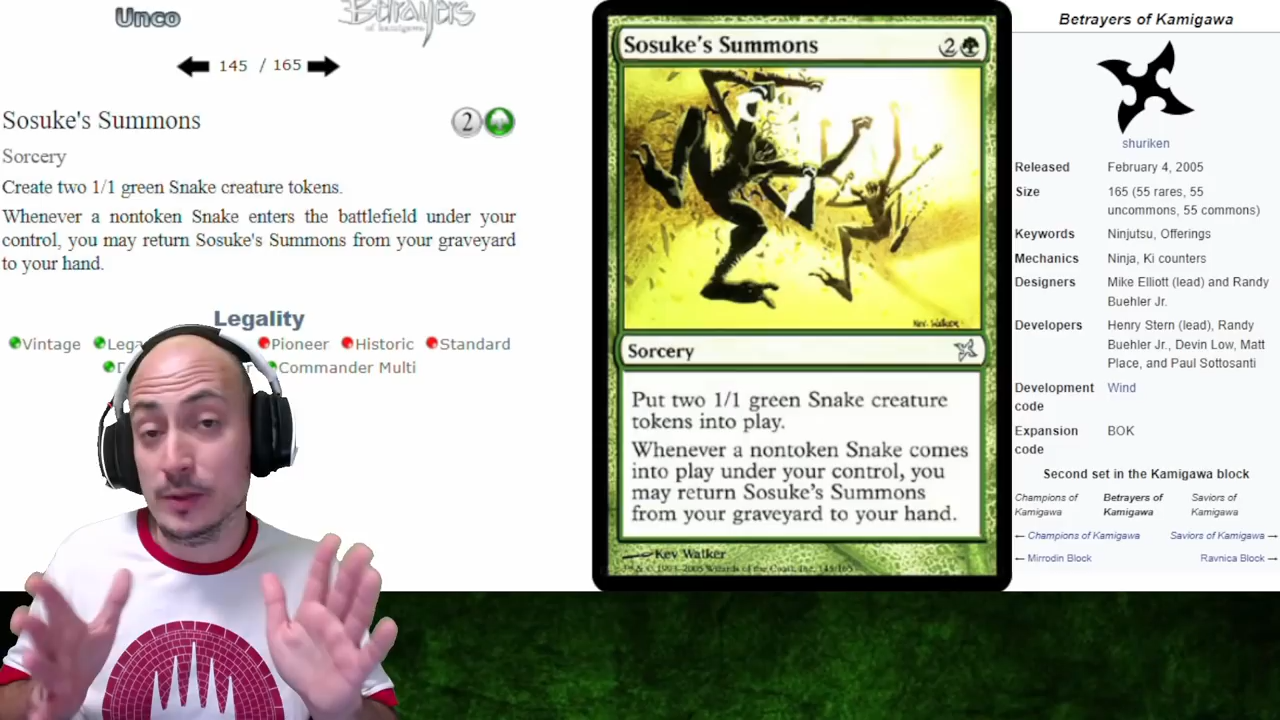 Unco
Betrayers
of kamigawa
145 / 165
Sosuke's Summons
2
Sorcery
Create two 1/1 green Snake creature tokens.
Whenever a nontoken Snake enters the battlefield under your
control, you may return Sosuke's Summons from your graveyard
to your hand.
Legality
Vintage
Pioneer
Historic
Standard
Commander Multi
Sosuke's Summons
2
Kev Walker
Sorcery
Put two 1/1 green Snake creature
tokens into play.
Whenever a nontoken Snake comes
into play under your control, you
may return Sosuke's Summons
from your graveyard to your hand.
Kev Walker
Betrayers of Kamigawa
shuriken
Released February 4, 2005
Size 165 (55 rares, 55
uncommons, 55 commons)
Keywords Ninjutsu, Offerings
Mechanics Ninja, Ki counters
Designers Mike Elliott (lead) and Randy
Buehler Jr.
Developers Henry Stern (lead), Randy
Buehler Jr., Devin Low, Matt
Place, and Paul Sottosanti
Development Wind
code
Expansion BOK
code
Second set in the Kamigawa block
Champions of Betrayers of Saviors of
Kamigawa Kamigawa Kamigawa
← Champions of Kamigawa Saviors of Kamigawa →
← Mirrodin Block Ravnica Block →